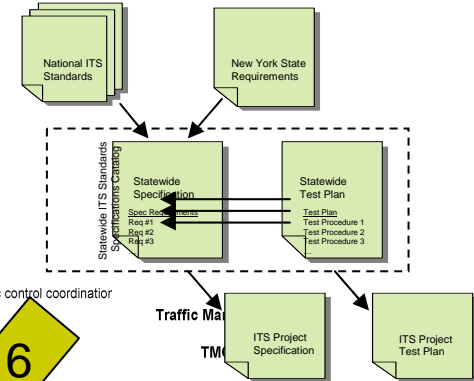 National ITS
Standards
New York State
Requirements
Statewide ITS Standards
Specifications Catalog
Statewide
Specification
Spec Requirements
Req #1
Req #2
Req #3
...
Statewide
Test Plan
Test Plan
Test Procedure 1
Test Procedure 2
Test Procedure 3
...
c control coordination
Traffic Ma
TMC
6
ITS Project
Specification
ITS Project
Test Plan